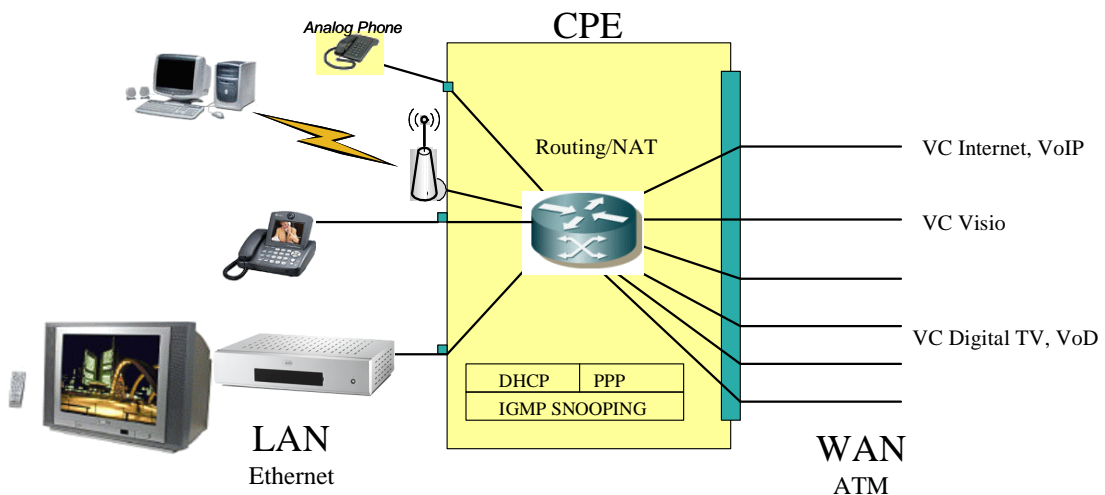 CPE
Analog Phone
Routing/NAT
VC Internet, VoIP
VC Visio
VC Digital TV, VoD
DHCP
PPP
IGMP SNOOPING
LAN
Ethernet
WAN
ATM